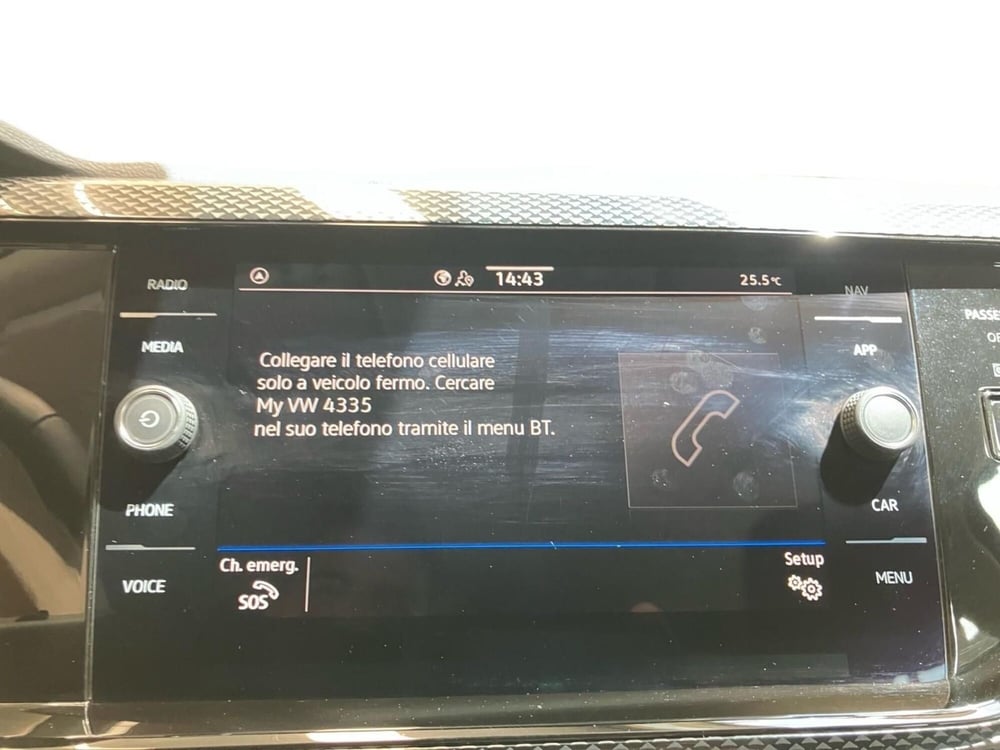 14:43
25.5°C
RADIO
NAV
MEDIA
APP
Collegare il telefono cellulare
solo a veicolo fermo. Cercare
My VW 4335
nel suo telefono tramite il menu BT.
PHONE
CAR
Ch. emerg.
SOS
Setup
VOICE
MENU